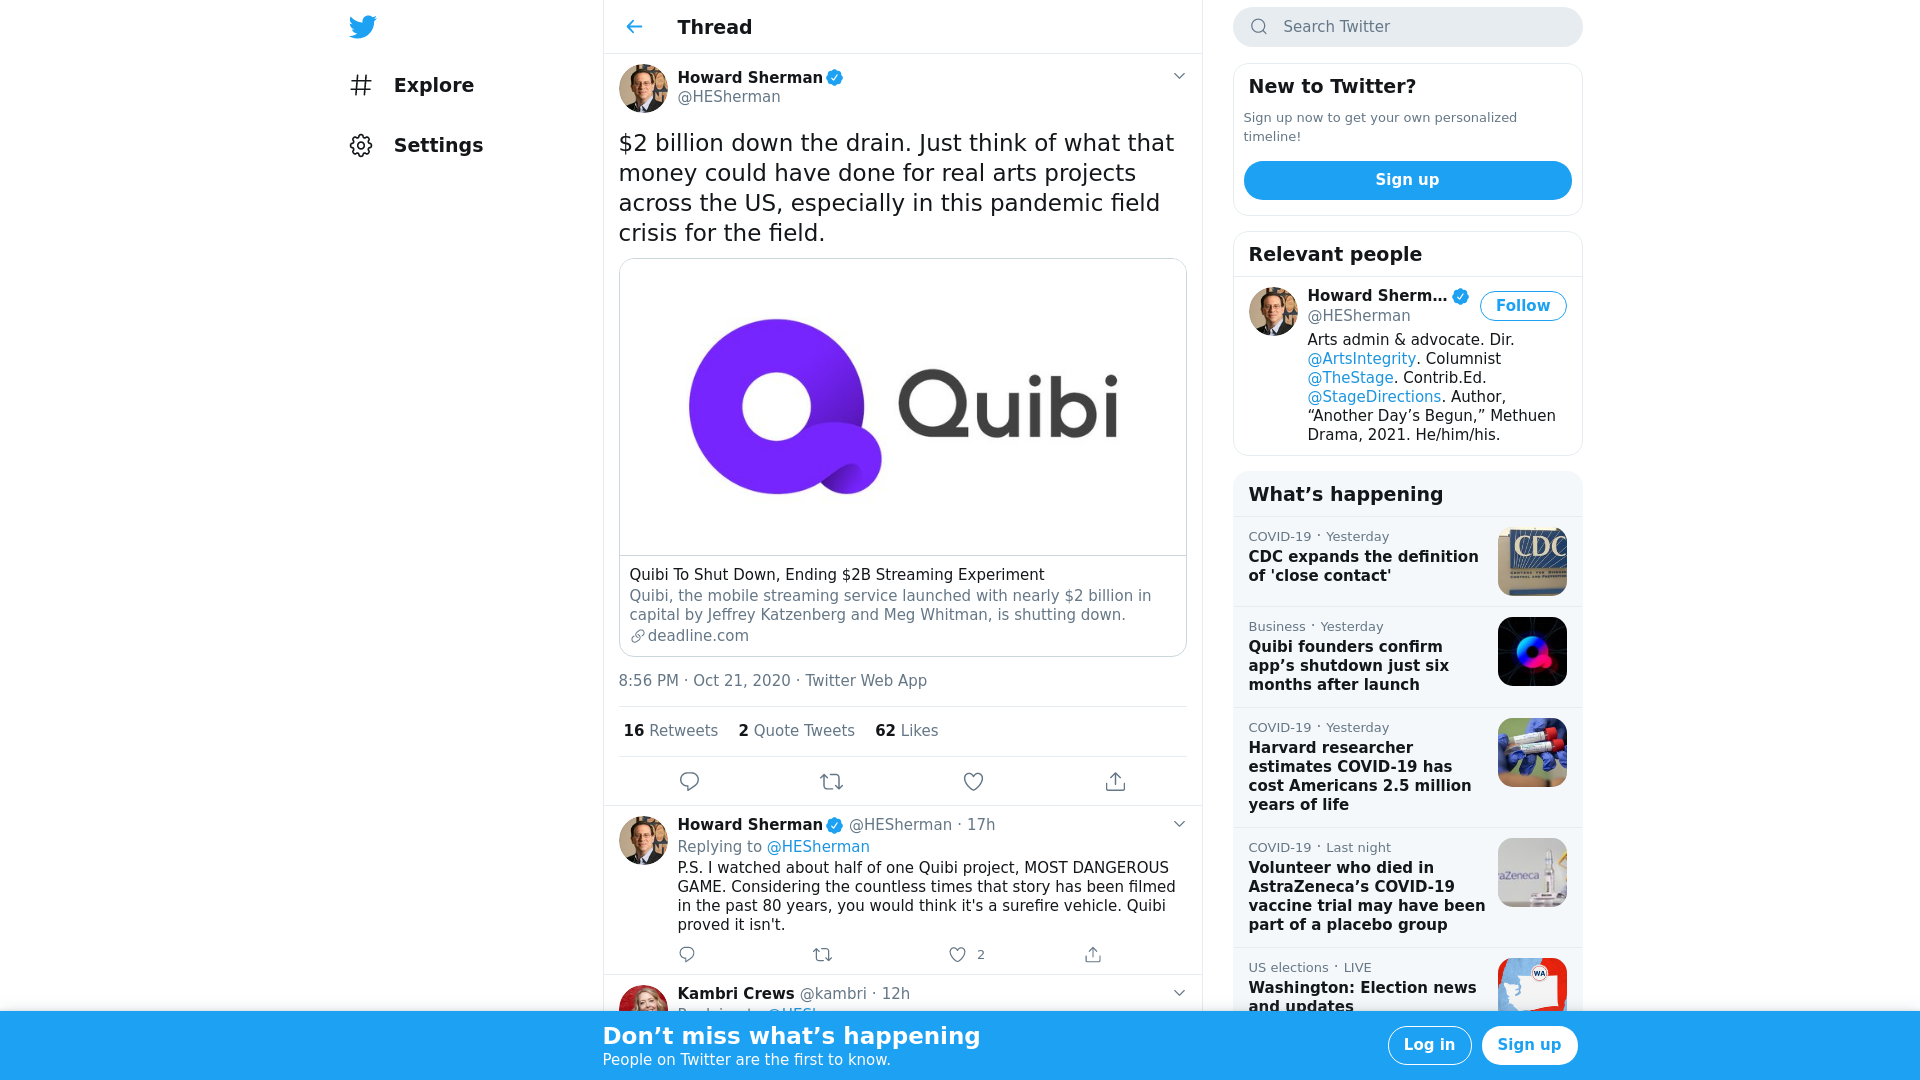 Explore
Settings
Thread
Howard Sherman
@HESherman
$2 billion down the drain. Just think of what that
money could have done for real arts projects
across the US, especially in this pandemic field
crisis for the field.
Quibi
Quibi To Shut Down, Ending $2B Streaming Experiment
Quibi, the mobile streaming service launched with nearly $2 billion in
capital by Jeffrey Katzenberg and Meg Whitman, is shutting down.
deadline.com
8:56 PM · Oct 21, 2020 · Twitter Web App
16 Retweets 2 Quote Tweets 62 Likes
Howard Sherman @HESherman · 17h
Replying to @HESherman
P.S. I watched about half of one Quibi project, MOST DANGEROUS
GAME. Considering the countless times that story has been filmed
in the past 80 years, you would think it's a surefire vehicle. Quibi
proved it isn't.
2
Kambri Crews @kambri · 12h
Search Twitter
New to Twitter?
Sign up now to get your own personalized
timeline!
Sign up
Relevant people
Howard Sherm...
@HESherman
Follow
Arts admin & advocate. Dir.
@ArtsIntegrity. Columnist
@TheStage. Contrib.Ed.
@StageDirections. Author,
“Another Day’s Begun,” Methuen
Drama, 2021. He/him/his.
What’s happening
COVID-19 · Yesterday
CDC expands the definition
of 'close contact'
CDC
Business · Yesterday
Quibi founders confirm
app’s shutdown just six
months after launch
COVID-19 · Yesterday
Harvard researcher
estimates COVID-19 has
cost Americans 2.5 million
years of life
COVID-19 · Last night
Volunteer who died in
AstraZeneca’s COVID-19
vaccine trial may have been
part of a placebo group
aZeneca
US elections · LIVE
Washington: Election news
and updates
WA
Don’t miss what’s happening
People on Twitter are the first to know.
Log in
Sign up